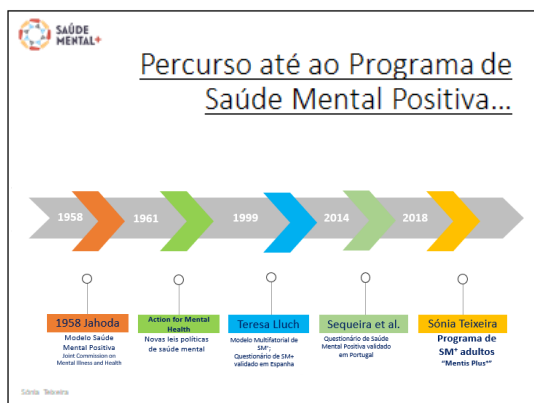 SAÚDE
MENTAL+
Percurso até ao Programa de
Saúde Mental Positiva...
1958
1961
1999
2014
2018
1958 Jahoda
Modelo Saúde
Mental Positiva
Joint Commission on
Mental Illness and Health
Action for Mental
Health
Novas leis políticas
de saúde mental
Teresa Lluch
Modelo Multifatorial de
SM⁺;
Questionário de SM+
validado em Espanha
Sequeira et al.
Questionário de Saúde
Mental Positiva validado
em Portugal
Sónia Teixeira
Programa de
SM⁺ adultos
"Mentis Plus⁺"
Sónia Teixeira